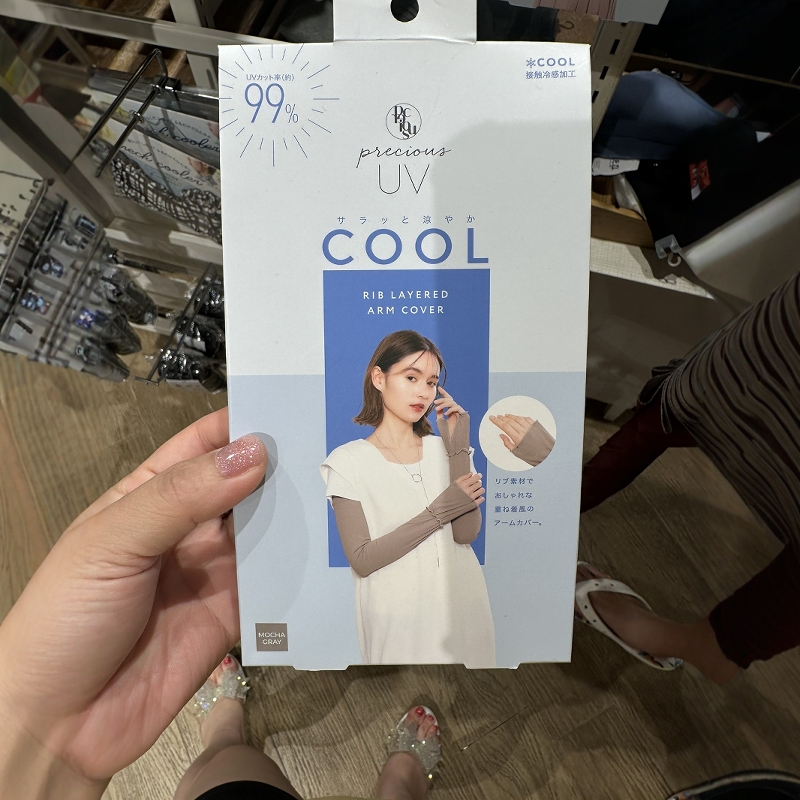 UVカット率(約)
99%
COOL
接触冷感加工
Precious
precious
UV
サラッと涼やか
COOL
RIB LAYERED
ARM COVER
リブ素材で
おしゃれな
重ね着風の
アームカバー。
MOCHA
GRAY